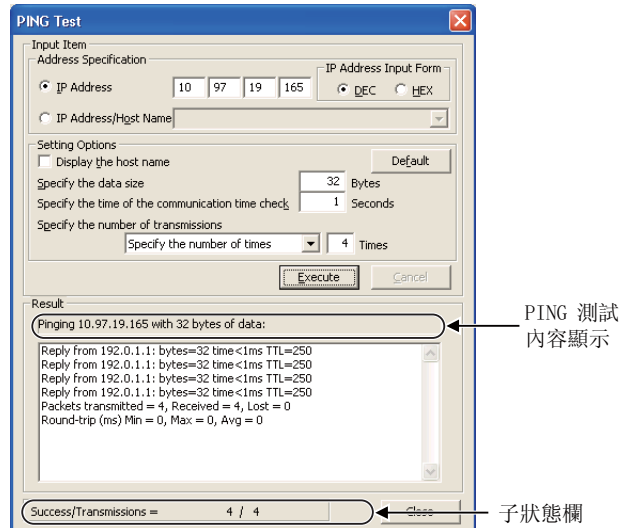 PING Test
Input Item
Address Specification
IP Address Input Form
IP Address 10 97 19 165 DEC HEX
IP Address/Host Name
Setting Options
Display the host name Default
Specify the data size 32 Bytes
Specify the time of the communication time check 1 Seconds
Specify the number of transmissions
Specify the number of times 4 Times
Execute Cancel
Result
Pinging 10.97.19.165 with 32 bytes of data:
PING 測試
內容顯示
Reply from 192.0.1.1: bytes=32 time<1ms TTL=250
Reply from 192.0.1.1: bytes=32 time<1ms TTL=250
Reply from 192.0.1.1: bytes=32 time<1ms TTL=250
Reply from 192.0.1.1: bytes=32 time<1ms TTL=250
Packets transmitted = 4, Received = 4, Lost = 0
Round-trip (ms) Min = 0, Max = 0, Avg = 0
Success/Transmissions = 4 / 4 Close
子狀態欄